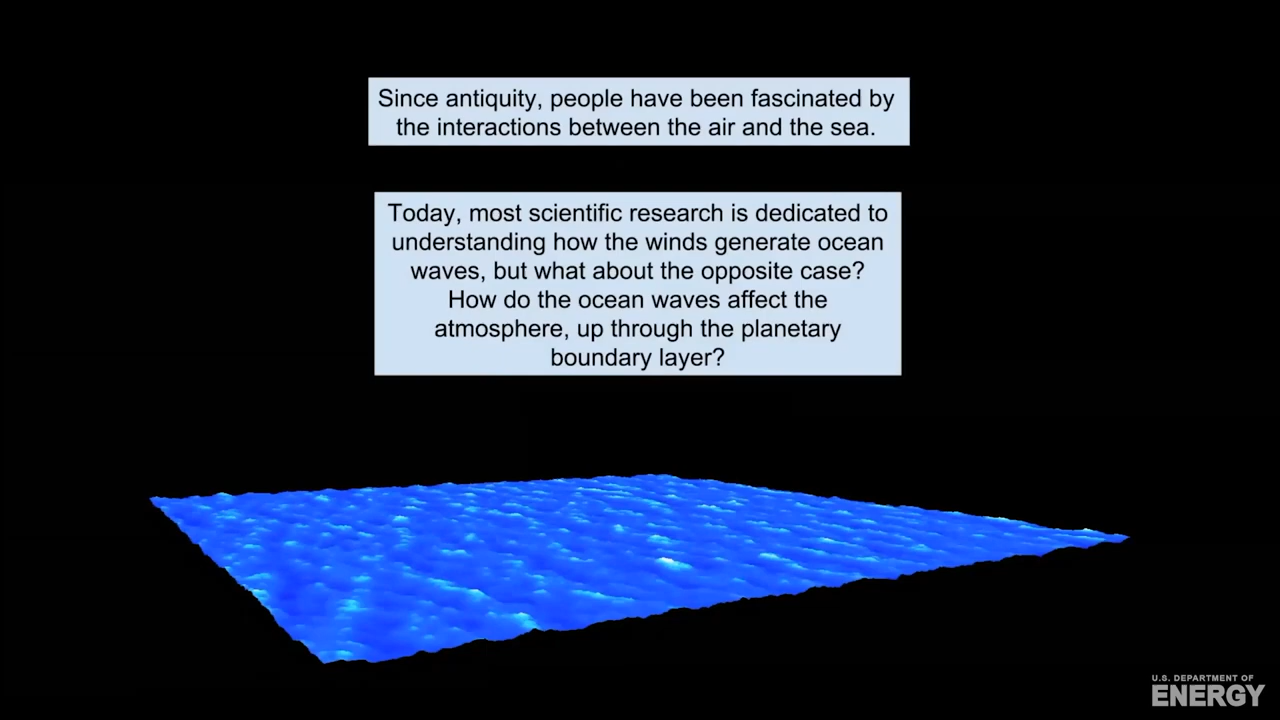 Since antiquity, people have been fascinated by
the interactions between the air and the sea.
Today, most scientific research is dedicated to
understanding how the winds generate ocean
waves, but what about the opposite case?
How do the ocean waves affect the
atmosphere, up through the planetary
boundary layer?
U.S. DEPARTMENT OF
ENERGY